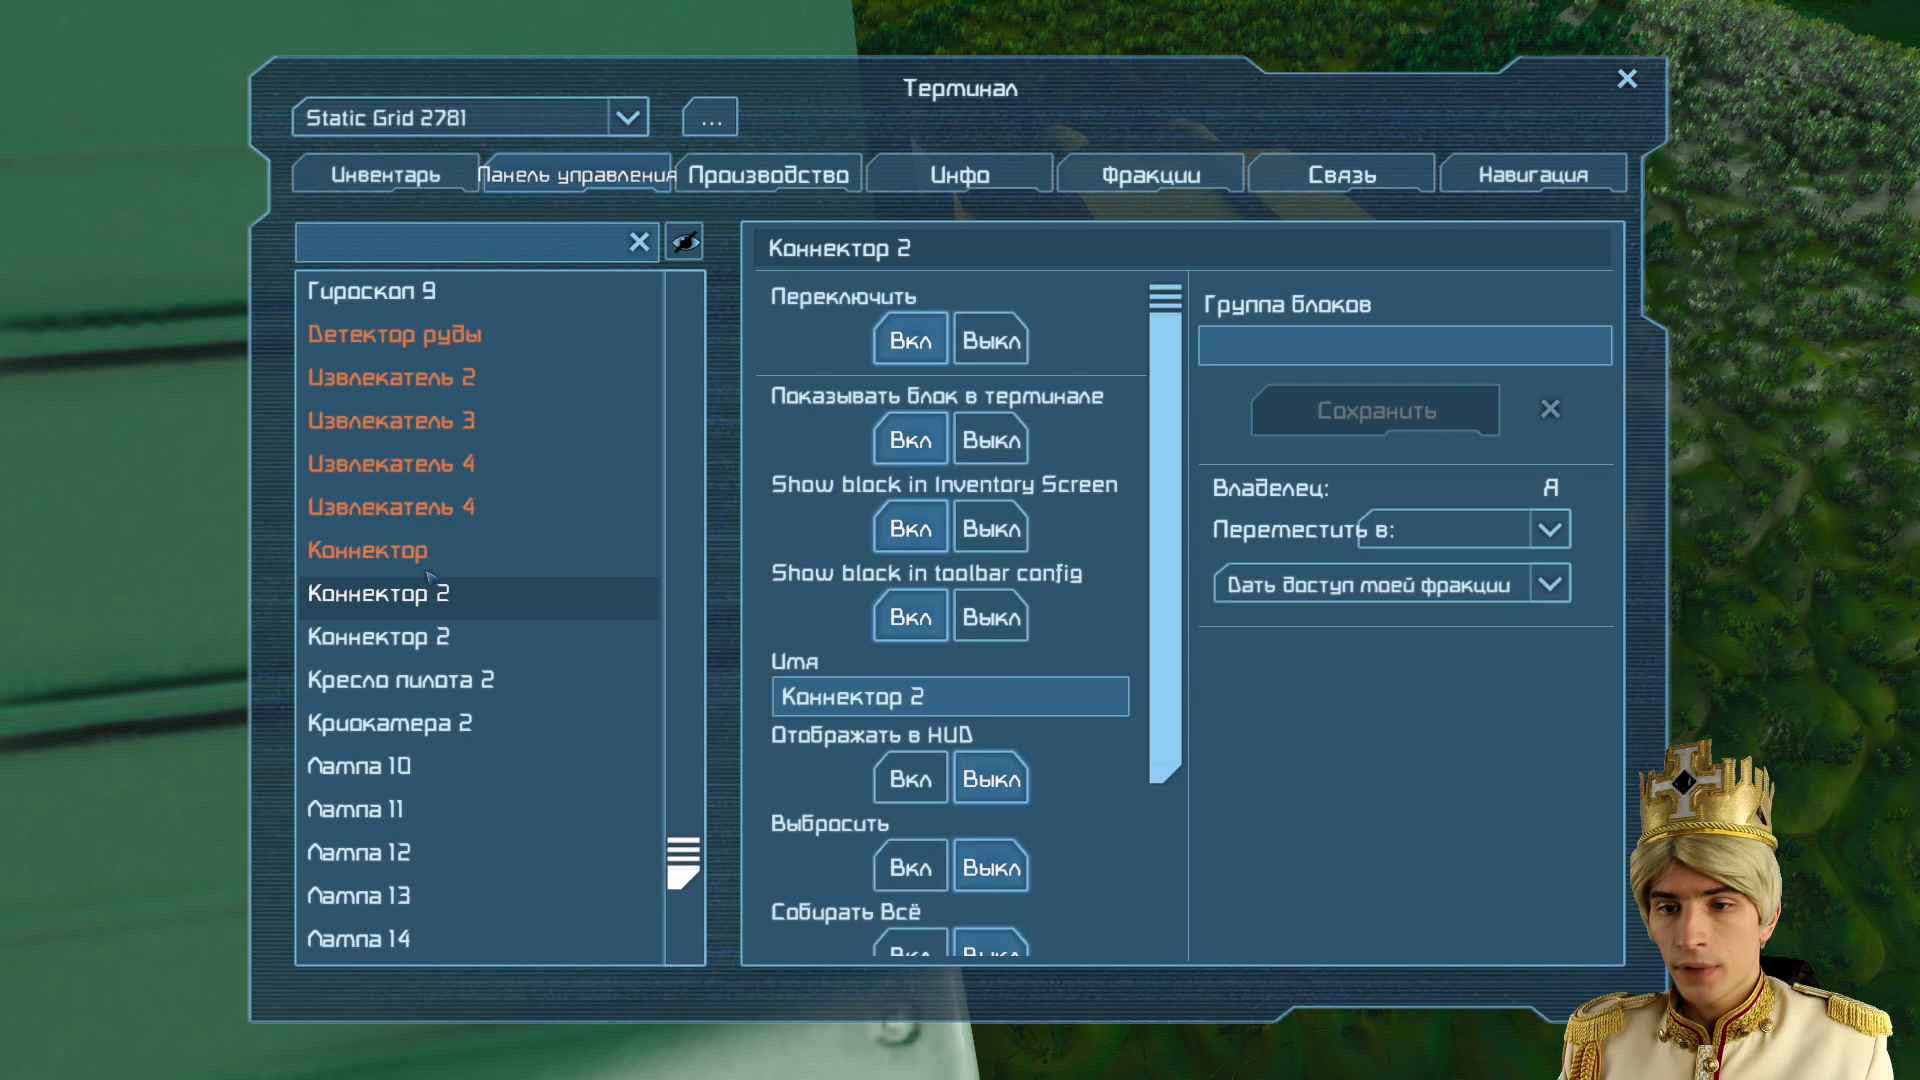 Терминал
Static Grid 2781
...
Инвентарь
Панель управления
Производство
Инфо
Фракции
Связь
Навигация
Гироскоп 9
Детектор руды
Извлекатель 2
Извлекатель 3
Извлекатель 4
Извлекатель 4
Коннектор
Коннектор 2
Коннектор 2
Кресло пилота 2
Криокамера 2
Лампа 10
Лампа 11
Лампа 12
Лампа 13
Лампа 14
Коннектор 2
Переключить
Вкл Выкл
Показывать блок в терминале
Вкл Выкл
Show block in Inventory Screen
Вкл Выкл
Show block in toolbar config
Вкл Выкл
Имя
Коннектор 2
Отображать в HUD
Вкл Выкл
Выбросить
Вкл Выкл
Собирать Всё
Вкл Выкл
Группа блоков
Сохранить
Владелец: Я
Переместить в:
Дать доступ моей фракции